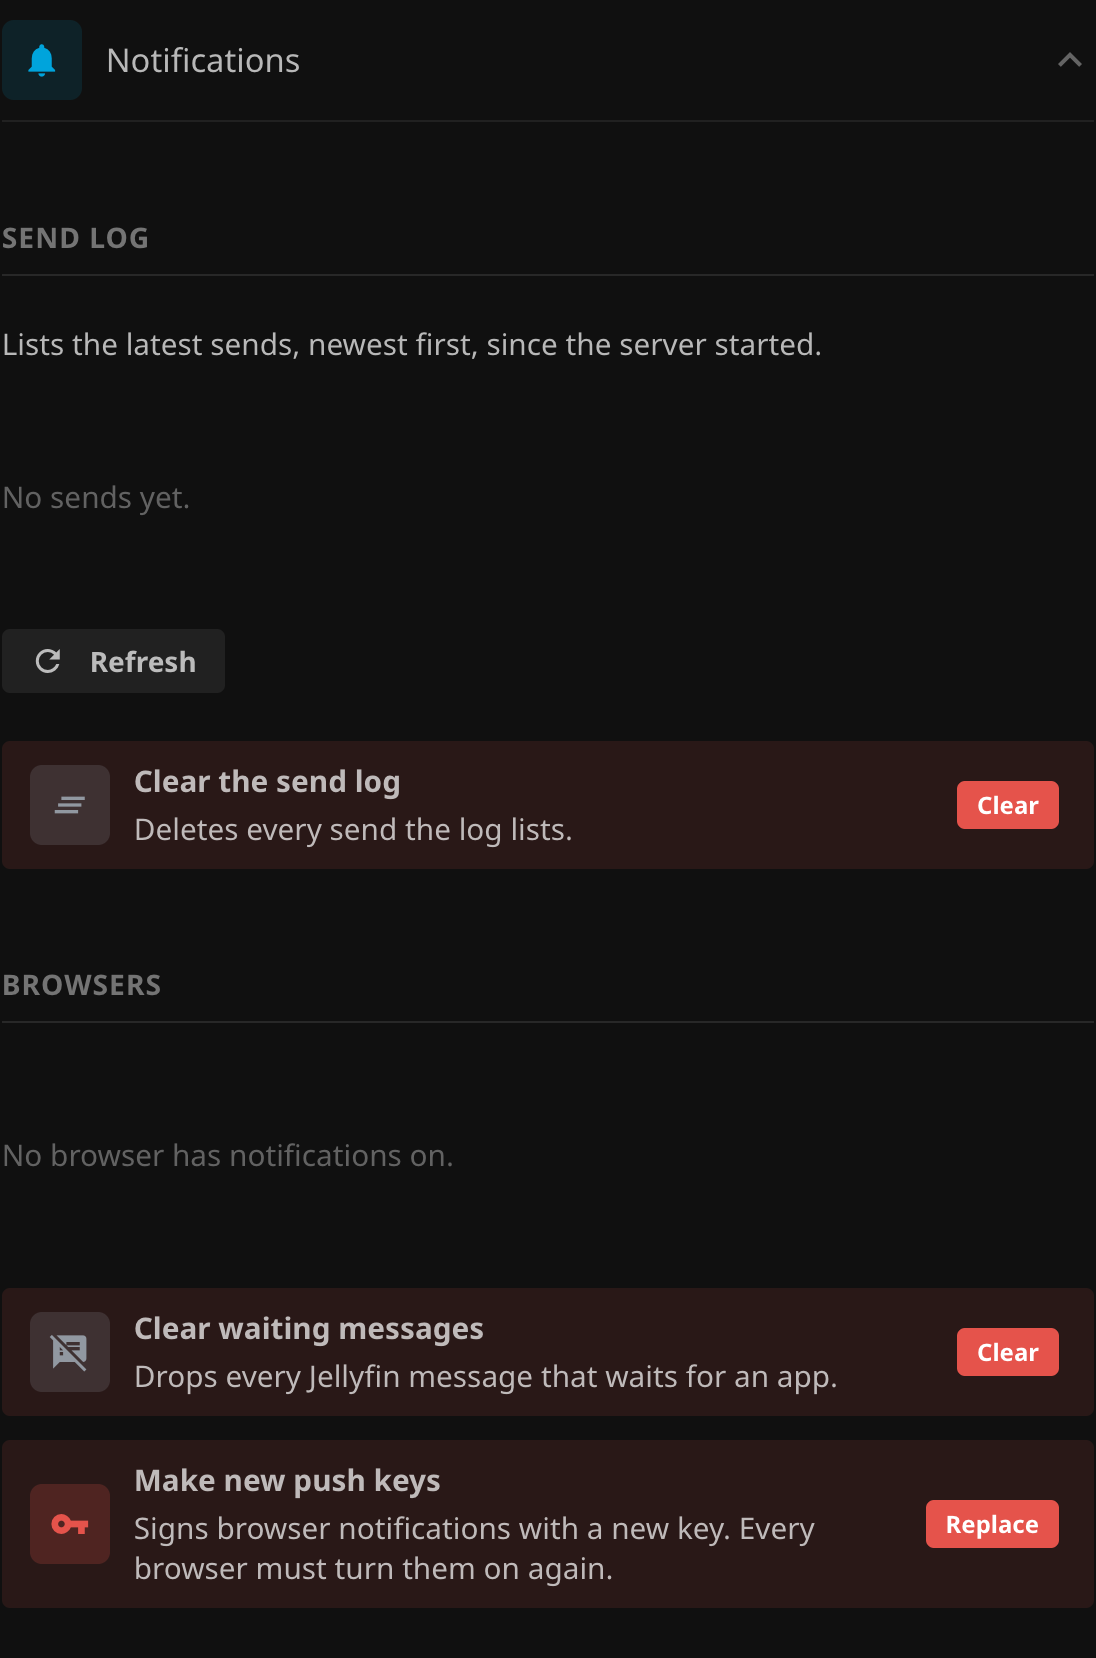 Notifications
SEND LOG
Lists the latest sends, newest first, since the server started.
No sends yet.
Refresh
Clear the send log
Deletes every send the log lists.
Clear
BROWSERS
No browser has notifications on.
Clear waiting messages
Drops every Jellyfin message that waits for an app.
Clear
Make new push keys
Signs browser notifications with a new key. Every
browser must turn them on again.
Replace